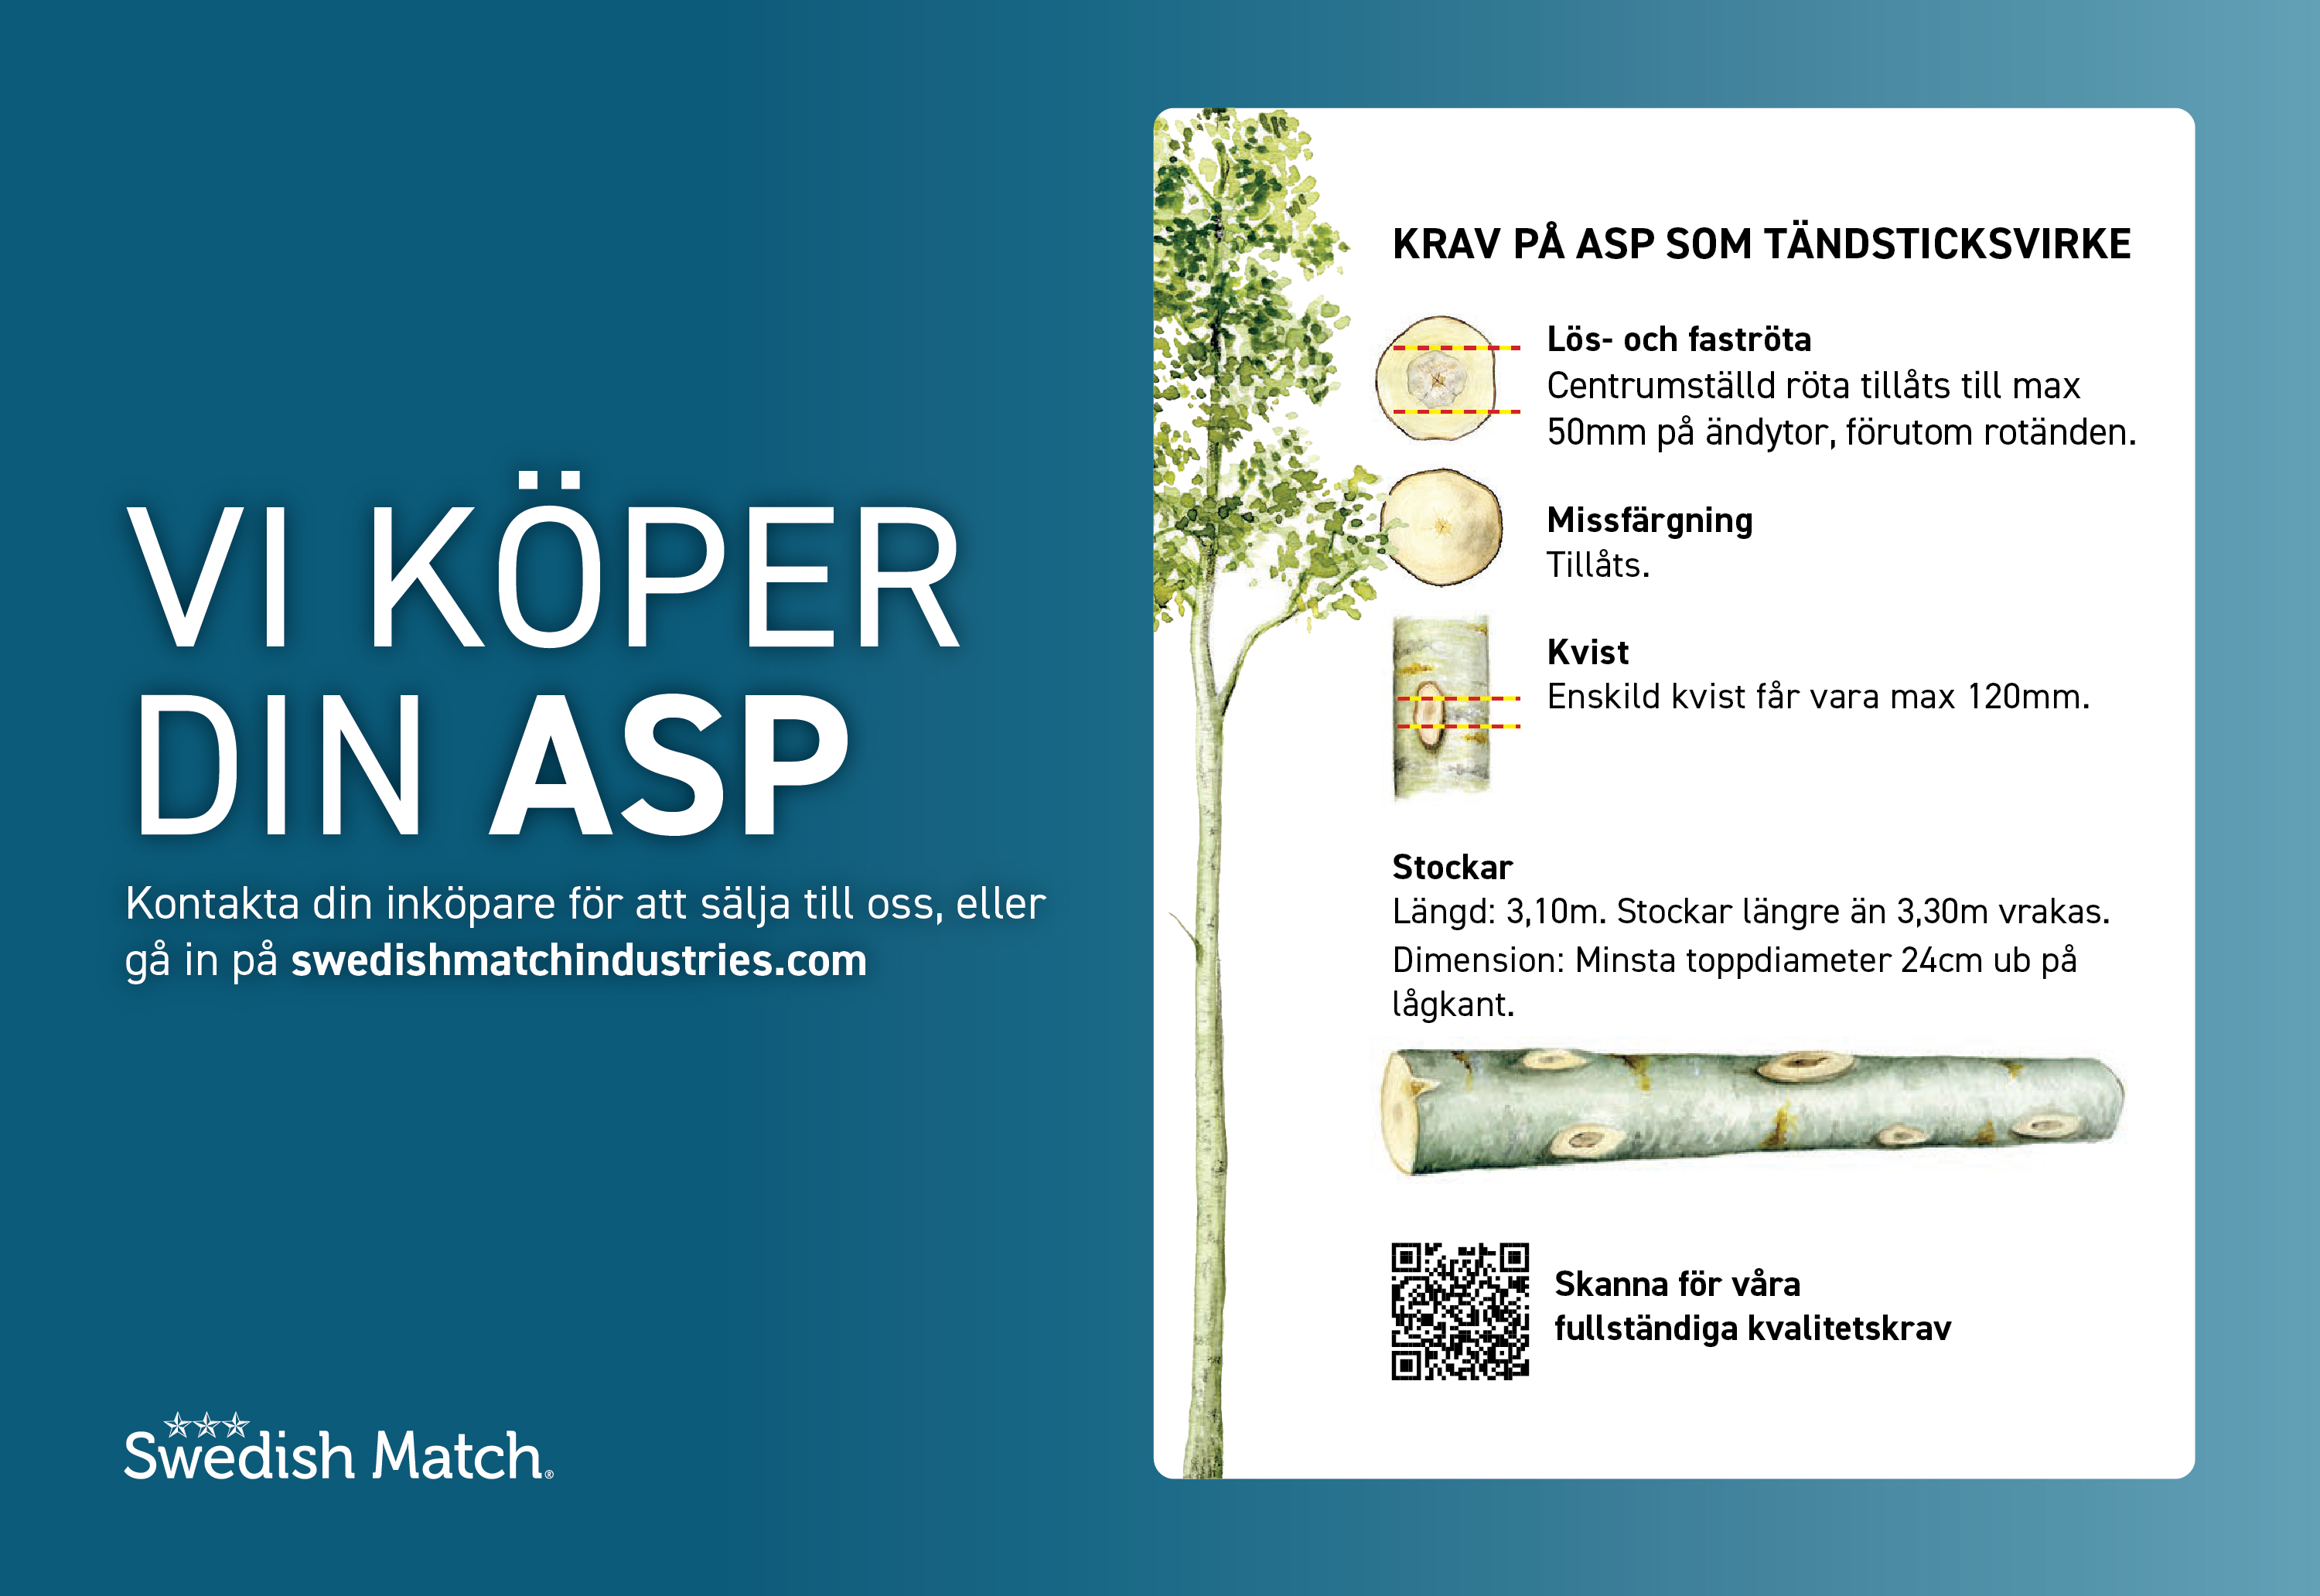 VI KÖPER
DIN ASP
Kontakta din inköpare för att sälja till oss, eller
gå in på swedishmatchindustries.com
Swedish Match®
KRAV PÅ ASP SOM TÄNDSTICKSVIRKE
Lös- och faströta
Centrumställd röta tillåts till max
50mm på ändytor, förutom rotänden.
Missfärgning
Tillåts.
Kvist
Enskild kvist får vara max 120mm.
Stockar
Längd: 3,10m. Stockar längre än 3,30m vrakas.
Dimension: Minsta toppdiameter 24cm ub på
lågkant.
Skanna för våra
fullständiga kvalitetskrav